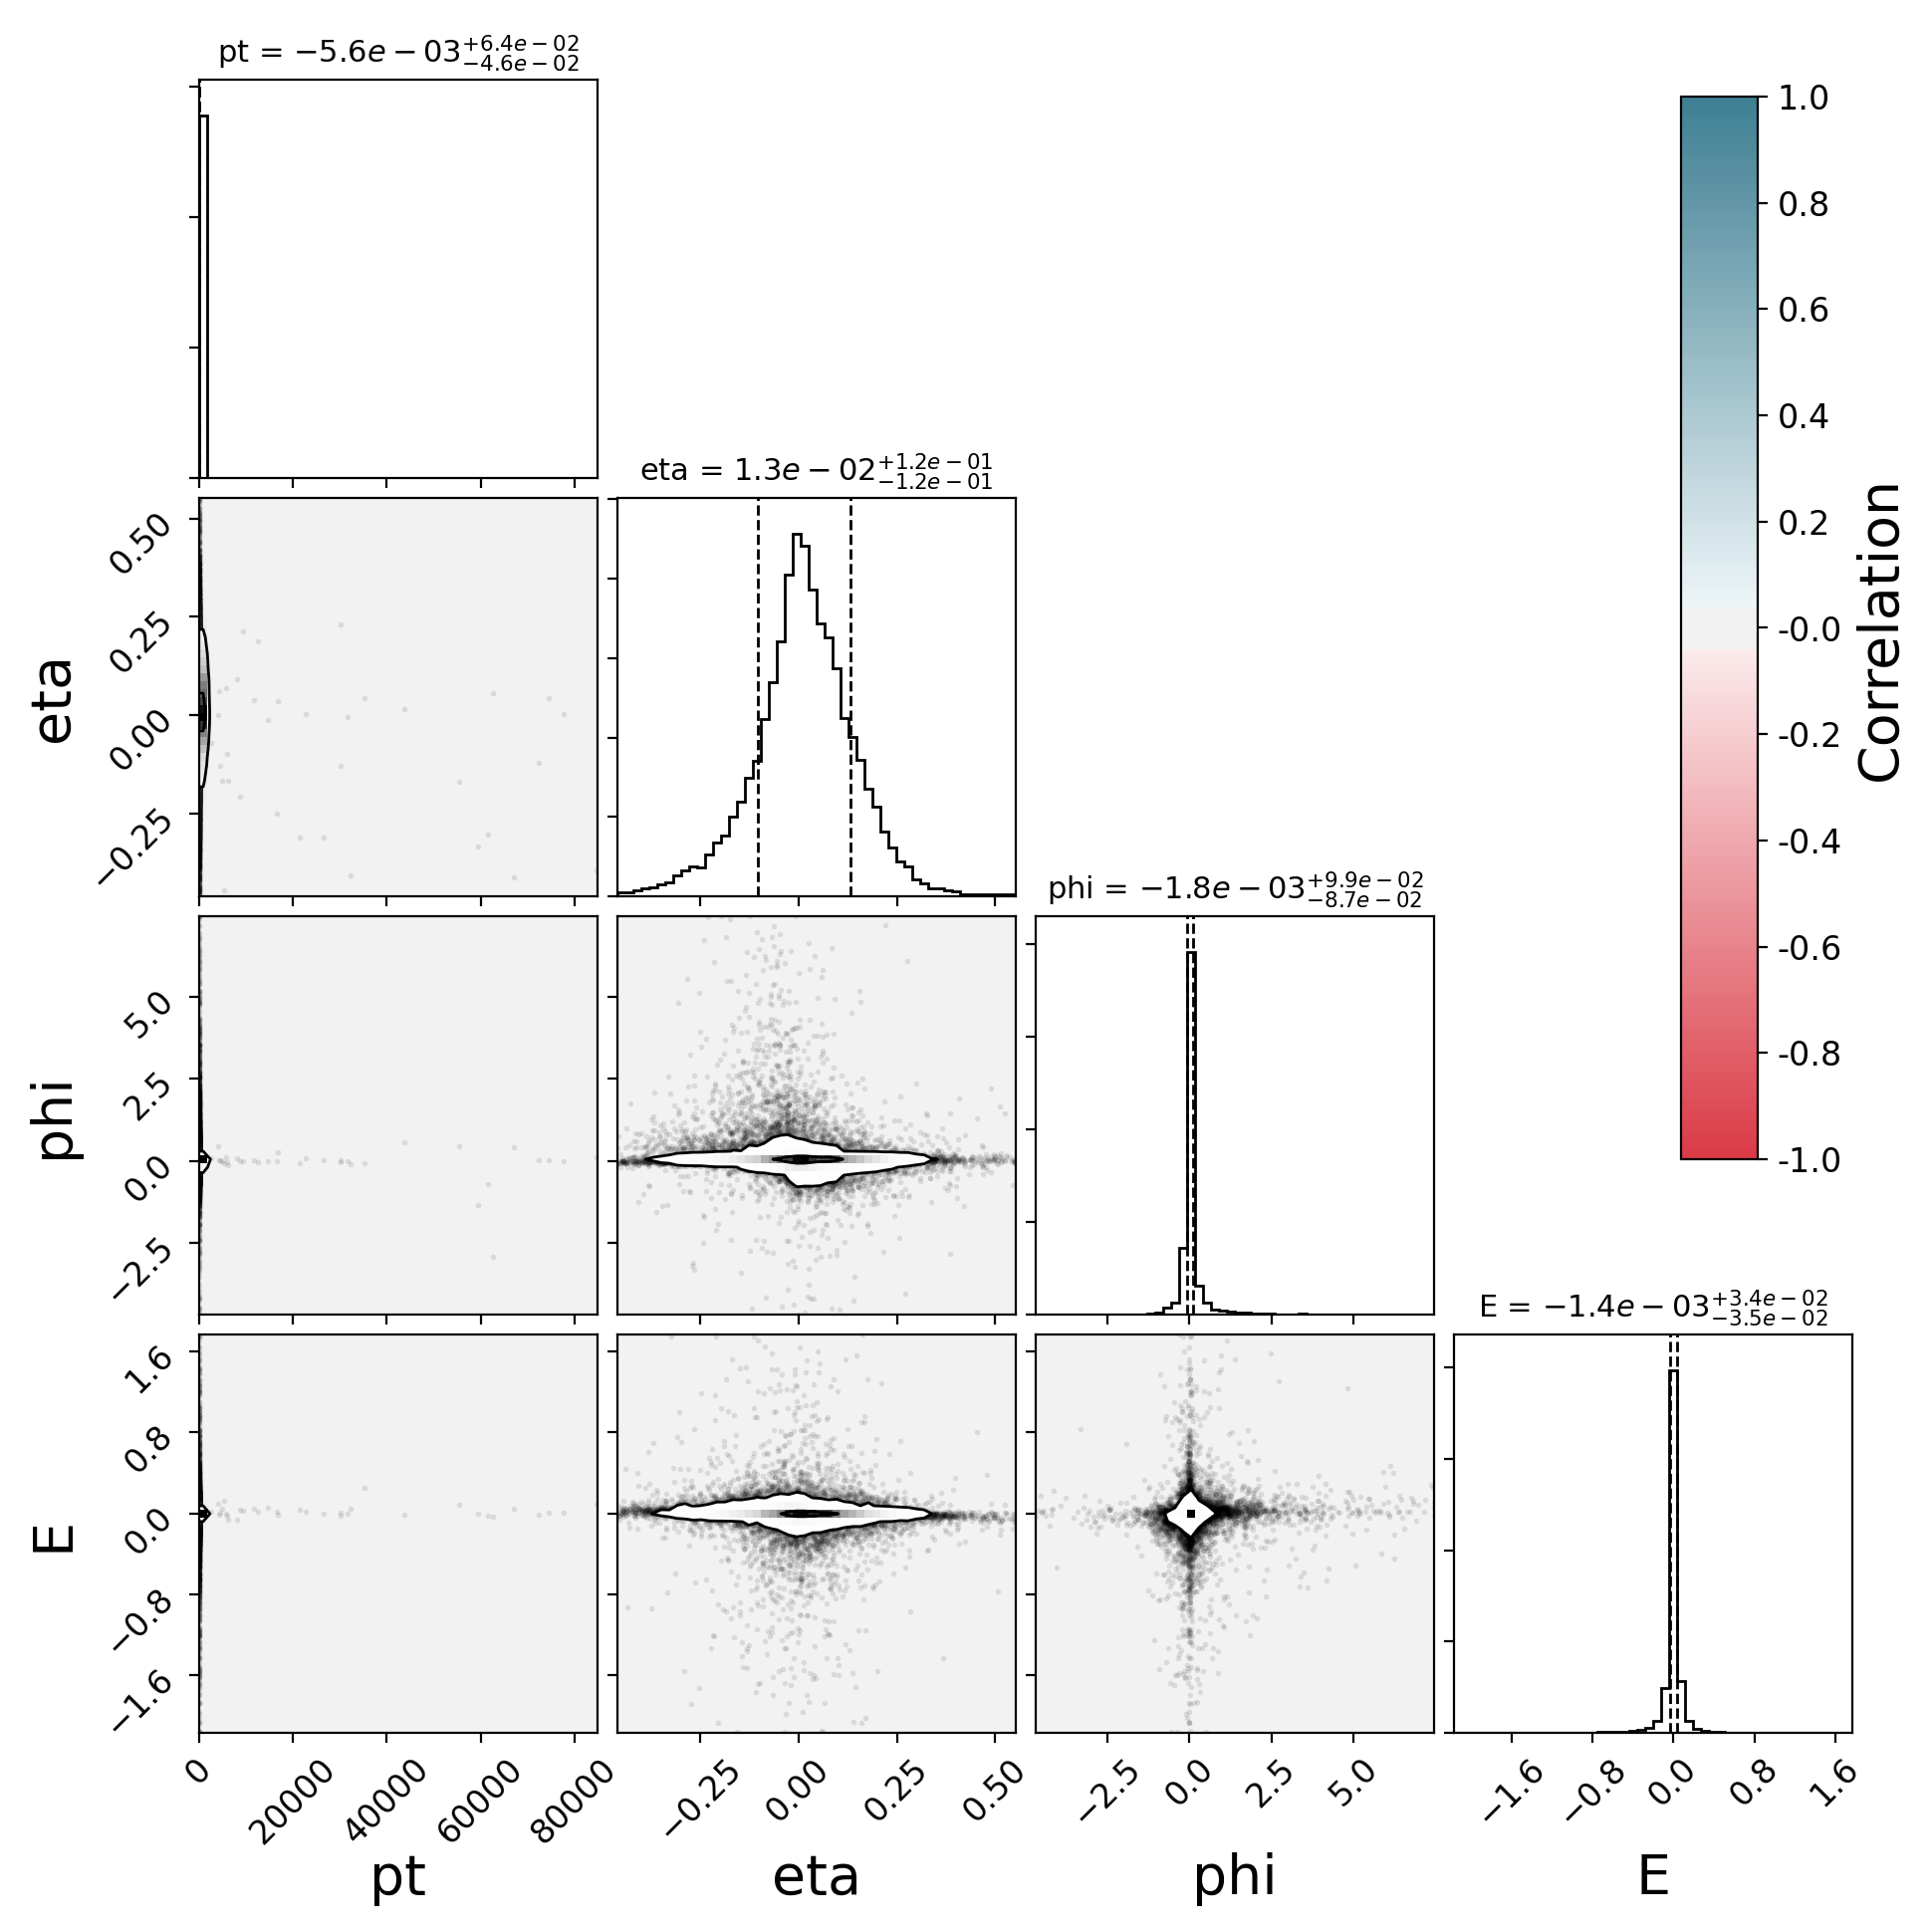 pt = −5.6e − 03 +6.4e − 02 −4.6e − 02
1.0
0.8
0.6
0.4
0.2
-0.0
-0.2
-0.4
-0.6
-0.8
-1.0
Correlation
eta = 1.3e − 02 +1.2e − 01 −1.2e − 01
0.50
0.25
0.00
−0.25
eta
phi = −1.8e − 03 +9.9e − 02 −8.7e − 02
5.0
2.5
0.0
−2.5
phi
E = −1.4e − 03 +3.4e − 02 −3.5e − 02
1.6
0.8
0.0
−0.8
−1.6
E
0 20000 40000 60000 80000
−0.25 0.00 0.25 0.50
−2.5 0.0 2.5 5.0
−1.6 −0.8 0.0 0.8 1.6
pt eta phi E